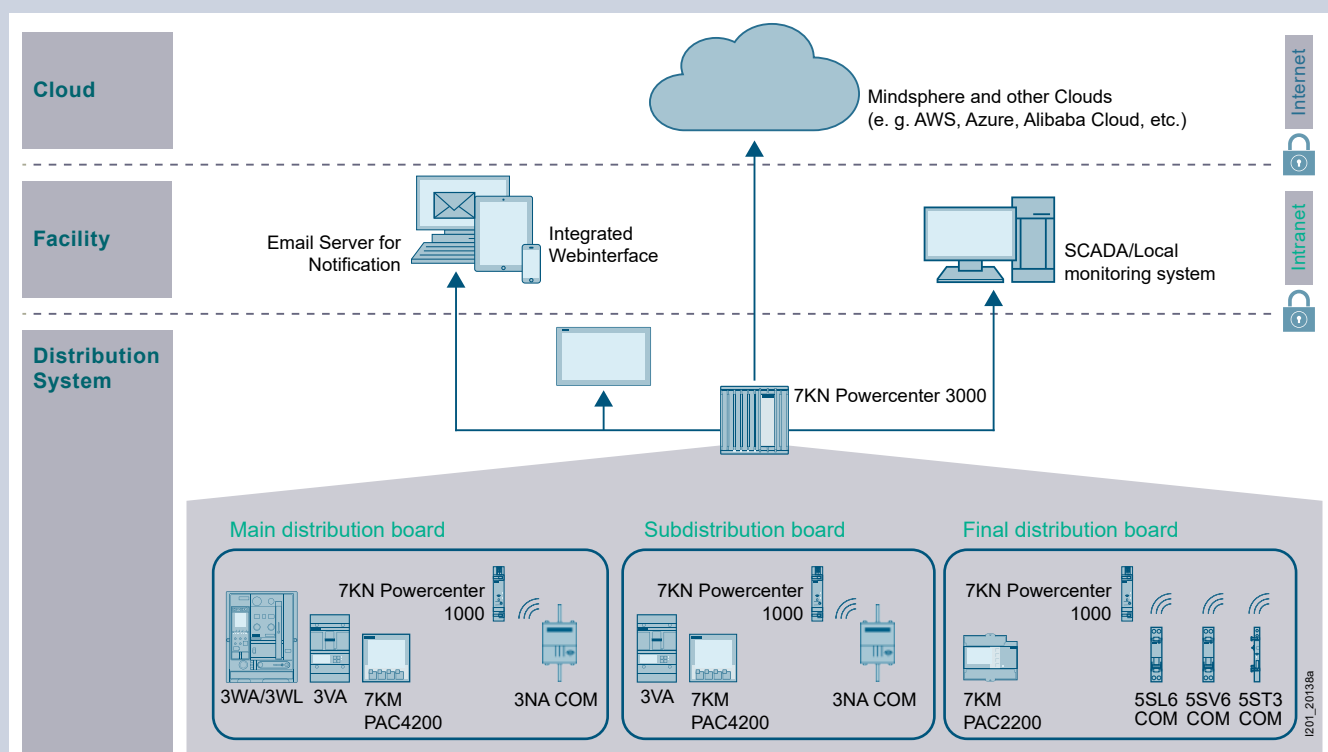 Cloud
Mindsphere and other Clouds
(e. g. AWS, Azure, Alibaba Cloud, etc.)
Internet
Facility
Email Server for
Notification
Integrated
Webinterface
SCADA/Local
monitoring system
Intranet
Distribution
System
7KN Powercenter 3000
Main distribution board
7KN Powercenter
1000
3WA/3WL
3VA
7KM
PAC4200
3NA COM
Subdistribution board
7KN Powercenter
1000
3VA
7KM
PAC4200
3NA COM
Final distribution board
7KN Powercenter
1000
7KM
PAC2200
5SL6
COM
5SV6
COM
5ST3
COM
I201_20138a